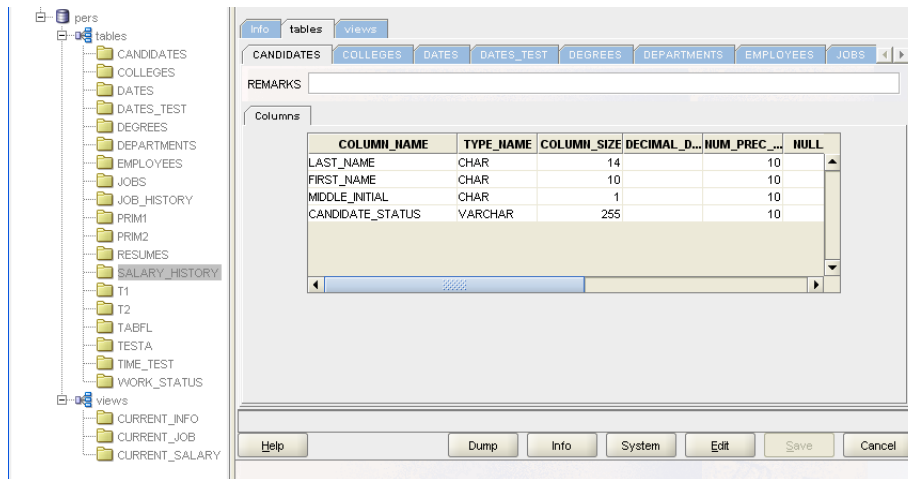 pers
tables
CANDIDATES
COLLEGES
DATES
DATES_TEST
DEGREES
DEPARTMENTS
EMPLOYEES
JOBS
JOB_HISTORY
PRIM1
PRIM2
RESUMES
SALARY_HISTORY
T1
T2
TABFL
TESTA
TIME_TEST
WORK_STATUS
views
CURRENT_INFO
CURRENT_JOB
CURRENT_SALARY
Info tables views
CANDIDATES COLLEGES DATES DATES_TEST DEGREES DEPARTMENTS EMPLOYEES JOBS
REMARKS
Columns
COLUMN_NAME TYPE_NAME COLUMN_SIZE DECIMAL_D... NUM_PREC_... NULL
LAST_NAME CHAR 14 10
FIRST_NAME CHAR 10 10
MIDDLE_INITIAL CHAR 1 10
CANDIDATE_STATUS VARCHAR 255 10
Help Dump Info System Edit Save Cancel